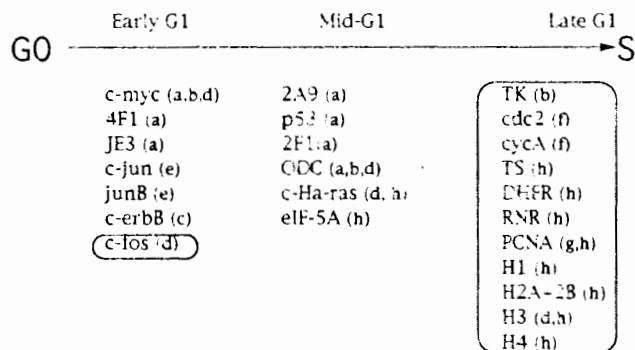 Early G1 Mid-G1 Late G1
G0 S
c-myc (a,b,d) 2A9 (a) TK (b)
4F1 (a) p53 (a) cdc2 (f)
JE3 (a) 2F1(a) cycA (f)
c-jun (e) ODC (a,b,d) TS (h)
junB (e) c-Ha-ras (d, h) DHFR (h)
c-erbB (c) eIF-5A (h) RNR (h)
c-fos (d) PCNA (g,h)
H1 (h)
H2A-2B (h)
H3 (d,h)
H4 (h)